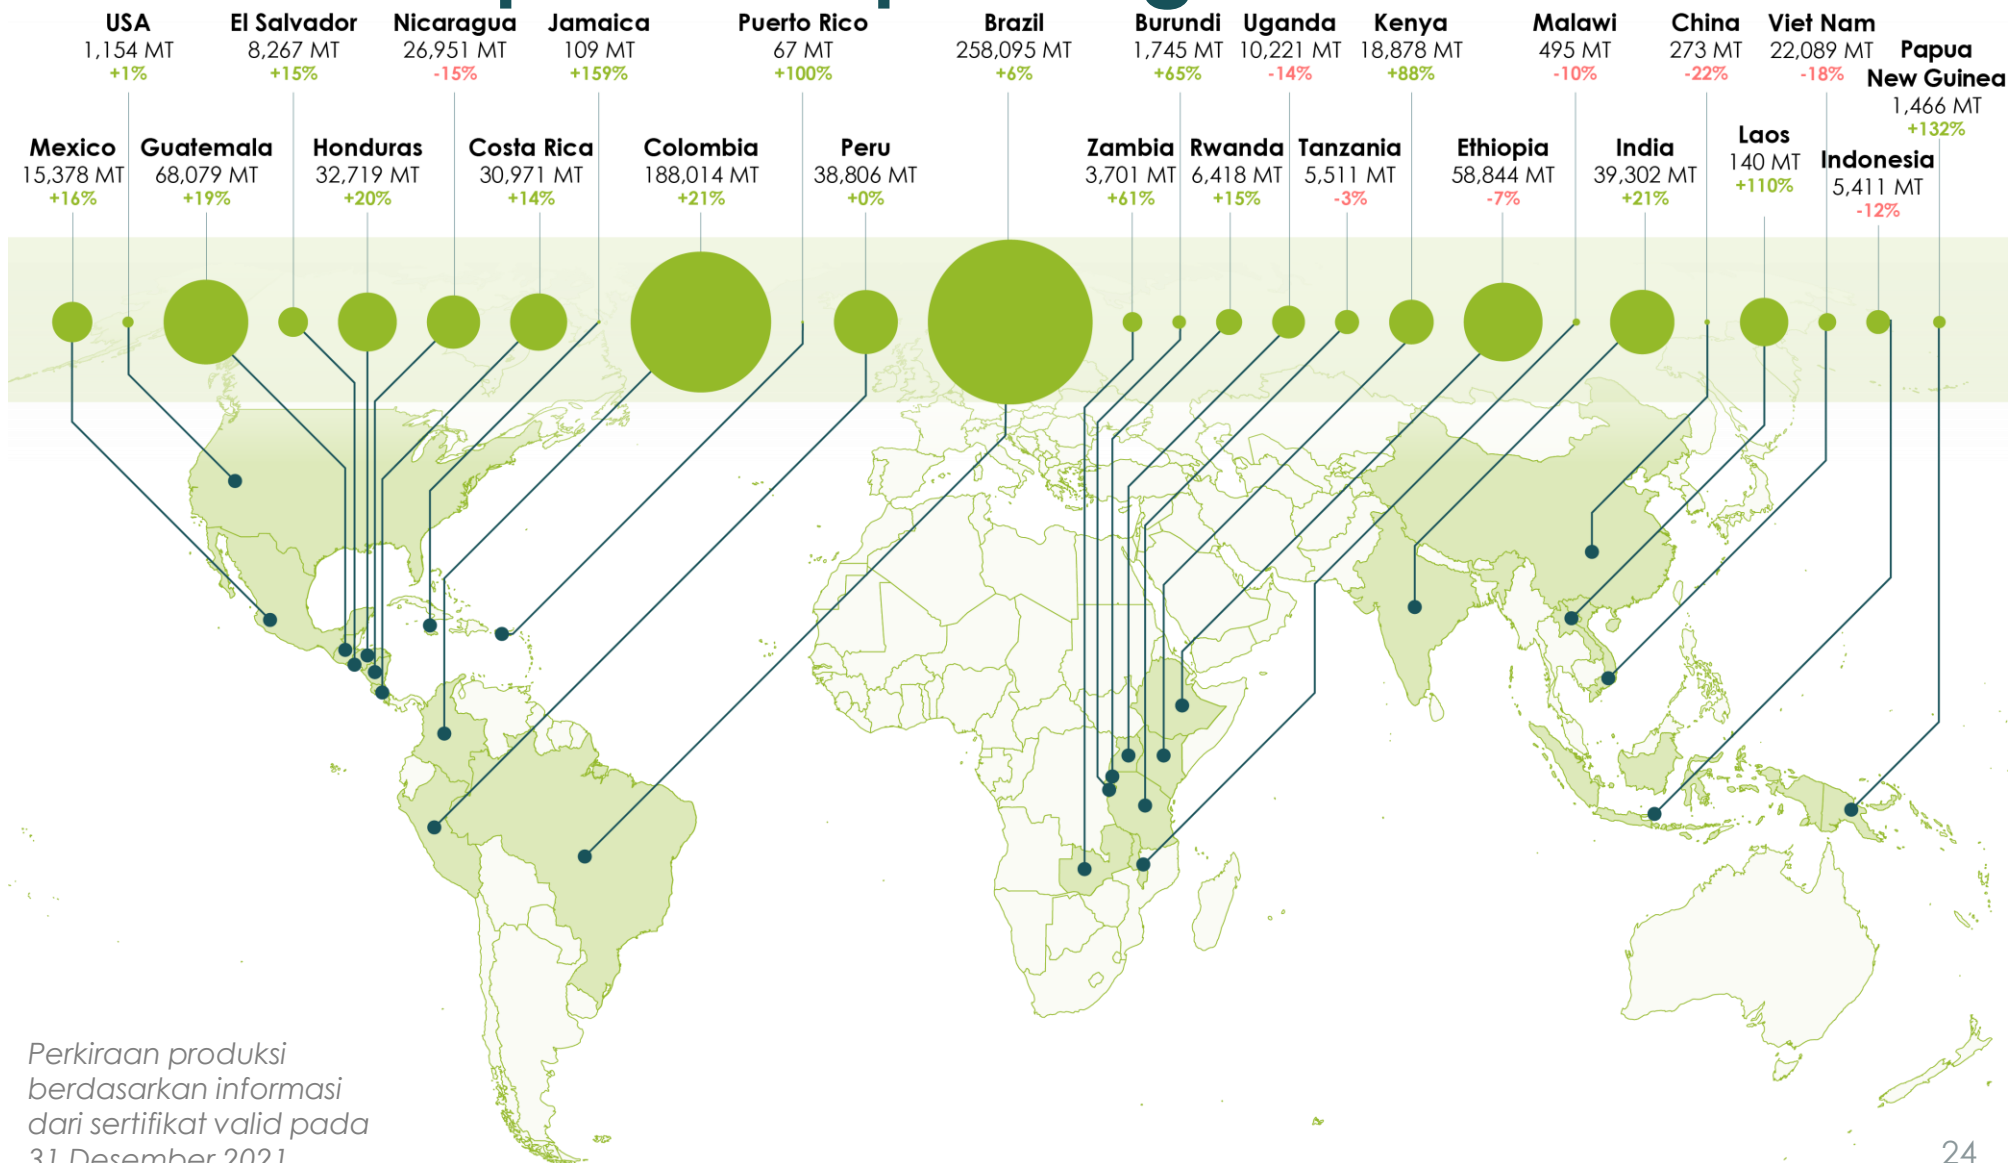 USA
1,154 MT
+1%
El Salvador
8,267 MT
+15%
Nicaragua
26,951 MT
-15%
Jamaica
109 MT
+159%
Puerto Rico
67 MT
+100%
Brazil
258,095 MT
+6%
Burundi
1,745 MT
+65%
Uganda
10,221 MT
-14%
Kenya
18,878 MT
+88%
Malawi
495 MT
-10%
China
273 MT
-22%
Viet Nam
22,089 MT
-18%
Papua
New Guinea
1,466 MT
+132%
Mexico
15,378 MT
+16%
Guatemala
68,079 MT
+19%
Honduras
32,719 MT
+20%
Costa Rica
30,971 MT
+14%
Colombia
188,014 MT
+21%
Peru
38,806 MT
+0%
Zambia
3,701 MT
+61%
Rwanda
6,418 MT
+15%
Tanzania
5,511 MT
-3%
Ethiopia
58,844 MT
-7%
India
39,302 MT
+21%
Laos
140 MT
+110%
Indonesia
5,411 MT
-12%
Perkiraan produksi
berdasarkan informasi
dari sertifikat valid pada
31 Desember 2021
24